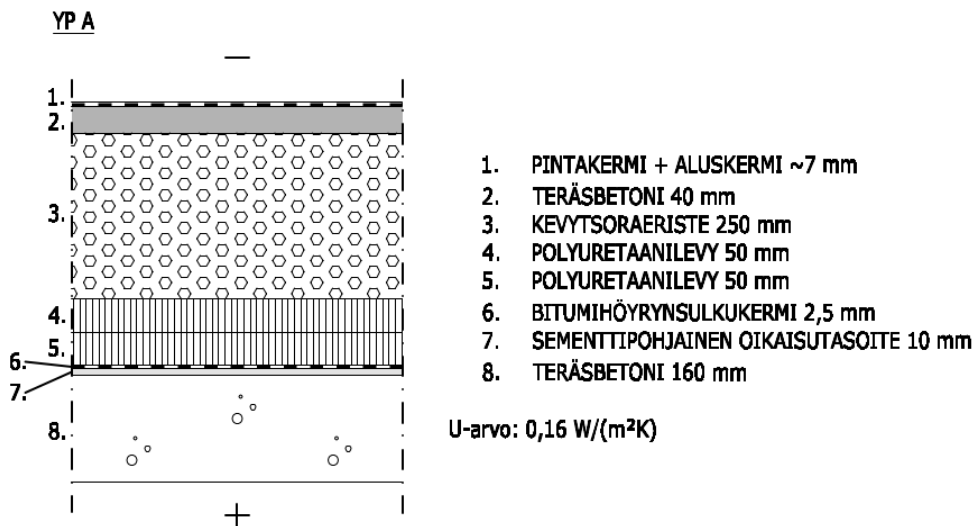 YP A
—
1.
2.
3.
4.
5.
6.
7.
8.
+
1. PINTAKERMI + ALUSKERMI ~7 mm
2. TERÄSBETONI 40 mm
3. KEVYTSORAERISTE 250 mm
4. POLYURETAANILEVY 50 mm
5. POLYURETAANILEVY 50 mm
6. BITUMIHÖYRYNSULKUKERMI 2,5 mm
7. SEMENTTIPOHJAINEN OIKAISUTASOITE 10 mm
8. TERÄSBETONI 160 mm
U-arvo: 0,16 W/(m²K)